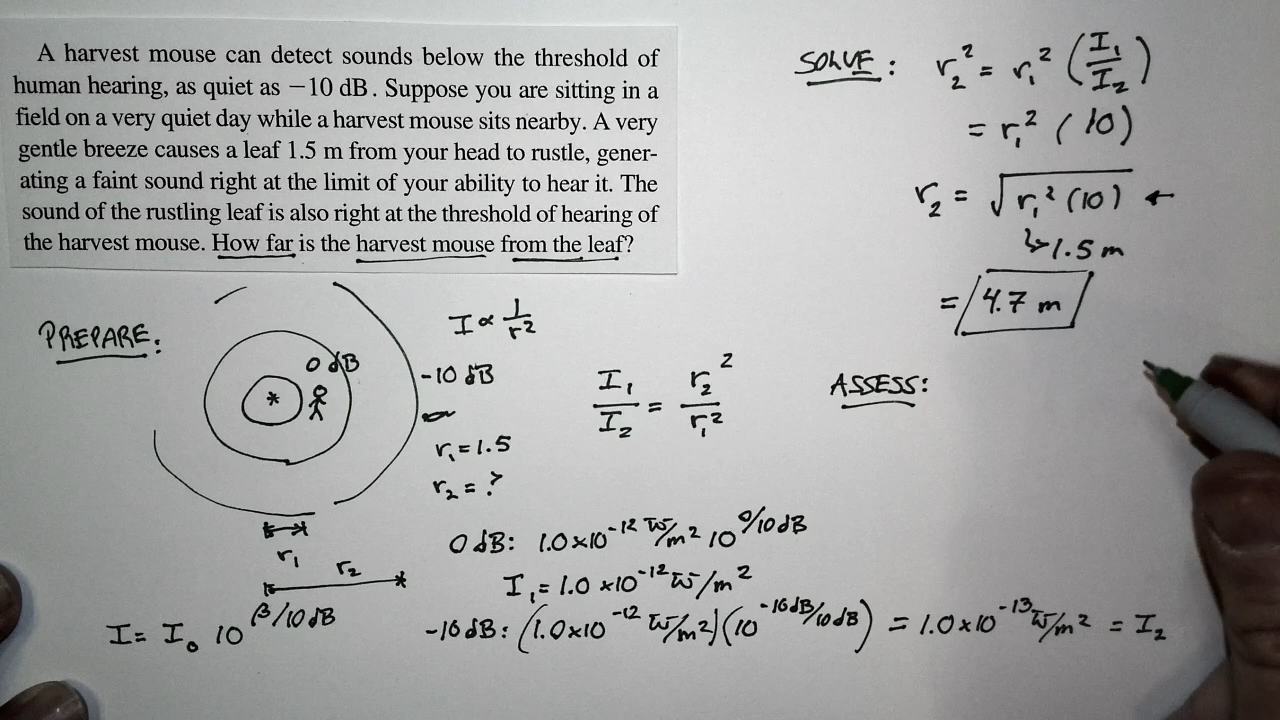 A harvest mouse can detect sounds below the threshold of
human hearing, as quiet as −10 dB. Suppose you are sitting in a
field on a very quiet day while a harvest mouse sits nearby. A very
gentle breeze causes a leaf 1.5 m from your head to rustle, gener-
ating a faint sound right at the limit of your ability to hear it. The
sound of the rustling leaf is also right at the threshold of hearing of
the harvest mouse. How far is the harvest mouse from the leaf?
PREPARE:
0 dB
I ∝ 1/r²
-10 dB
r₁ = 1.5
r₂ = ?
I₁/I₂ = r₂²/r₁²
r₁
r₂
I = I₀ 10^(β/10dB)
0 dB: 1.0×10⁻¹² W/m² 10^(0/10dB)
I₁ = 1.0×10⁻¹² W/m²
-10 dB: (1.0×10⁻¹² W/m²)(10^(-10dB/10dB)) = 1.0×10⁻¹³ W/m² = I₂
SOLVE: r₂² = r₁² (I₁/I₂)
= r₁² (10)
r₂ = √(r₁² (10)) ←
↳ 1.5 m
= 4.7 m
ASSESS: